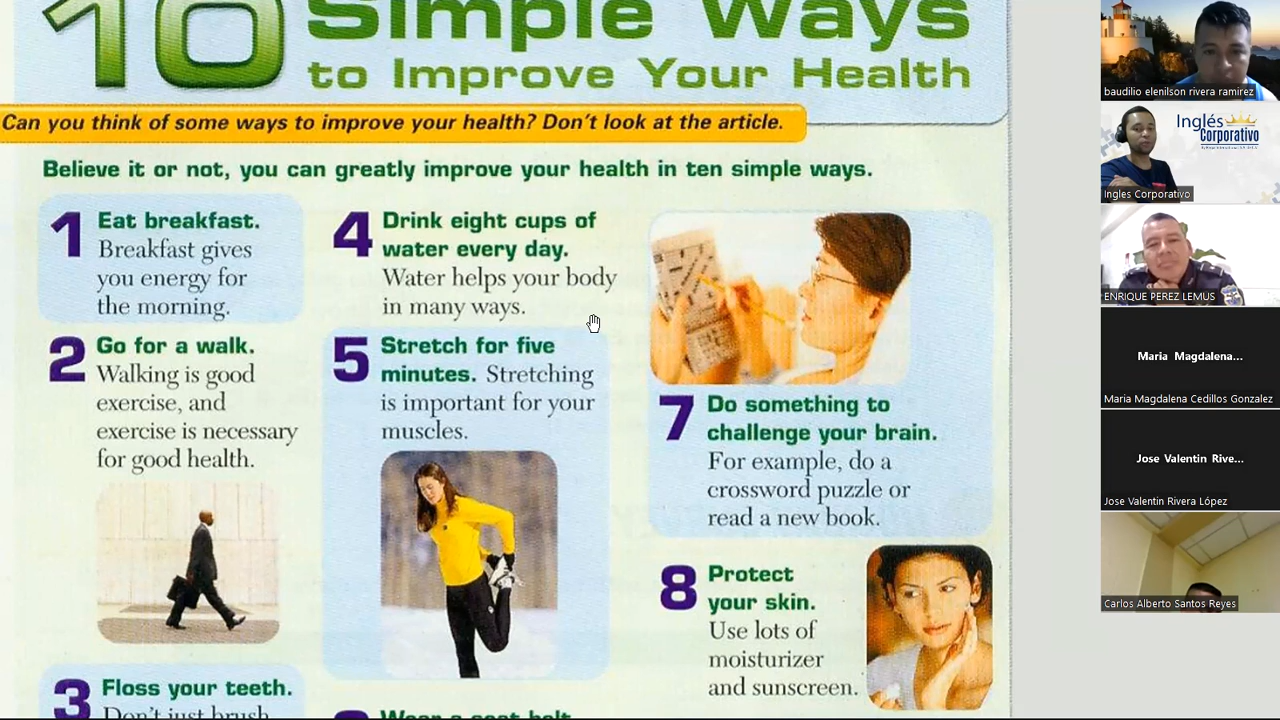 10 Simple Ways
to Improve Your Health
Can you think of some ways to improve your health? Don't look at the article.
Believe it or not, you can greatly improve your health in ten simple ways.
1 Eat breakfast.
Breakfast gives
you energy for
the morning.
2 Go for a walk.
Walking is good
exercise, and
exercise is necessary
for good health.
3 Floss your teeth.
Don't just brush
4 Drink eight cups of
water every day.
Water helps your body
in many ways.
5 Stretch for five
minutes. Stretching
is important for your
muscles.
Wear a seat belt.
7 Do something to
challenge your brain.
For example, do a
crossword puzzle or
read a new book.
8 Protect
your skin.
Use lots of
moisturizer
and sunscreen.
baudilio elenilson rivera ramirez
Inglés
Corporativo
Ingles Corporativo
ENRIQUE PEREZ LEMUS
Maria Magdalena...
Maria Magdalena Cedillos Gonzalez
Jose Valentin Rive...
Jose Valentin Rivera López
Carlos Alberto Santos Reyes